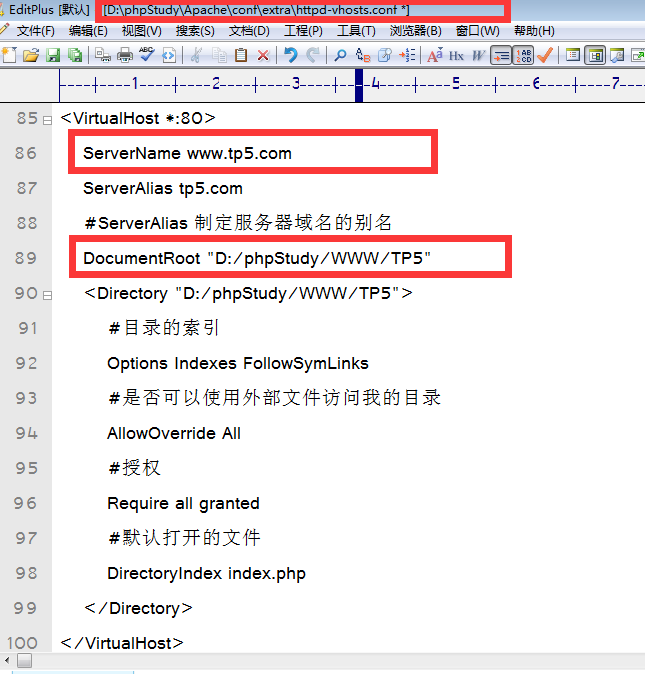 EditPlus [默认] [D:\phpStudy\Apache\conf\extra\httpd-vhosts.conf *]
文件(F) 编辑(E) 视图(V) 搜索(S) 文档(D) 工程(P) 工具(T) 浏览器(B) 窗口(W) 帮助(H)
1 2 3 4 5 6 7
85 <VirtualHost *:80>
86 ServerName www.tp5.com
87 ServerAlias tp5.com
88 #ServerAlias 制定服务器域名的别名
89 DocumentRoot "D:/phpStudy/WWW/TP5"
90 <Directory "D:/phpStudy/WWW/TP5">
91 #目录的索引
92 Options Indexes FollowSymLinks
93 #是否可以使用外部文件访问我的目录
94 AllowOverride All
95 #授权
96 Require all granted
97 #默认打开的文件
98 DirectoryIndex index.php
99 </Directory>
100 </VirtualHost>